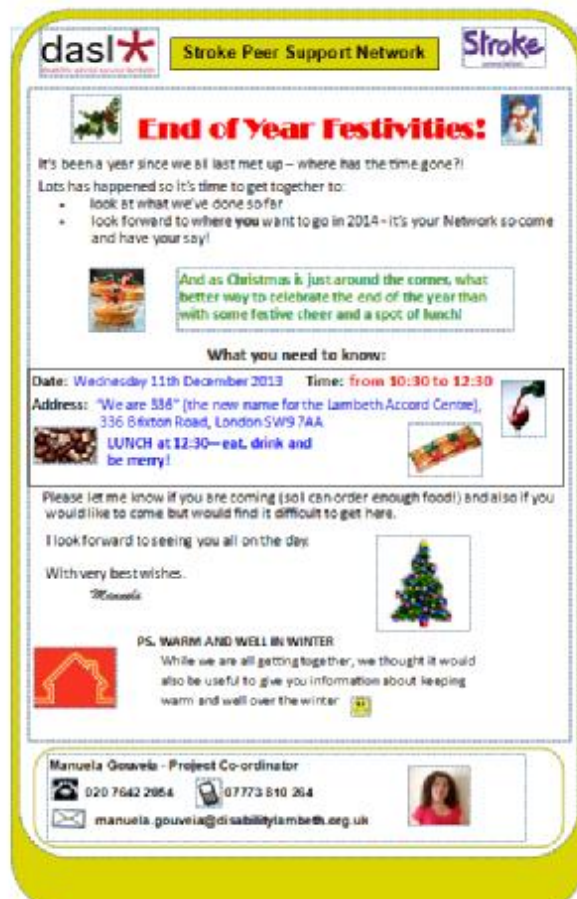 dasl
disability advice service lambeth
Stroke Peer Support Network
Stroke
association
End of Year Festivities!
It's been a year since we all last met up – where has the time gone?!
Lots has happened so it's time to get together to:
• look at what we've done so far
• look forward to where you want to go in 2014 - it's your Network so come
and have your say!
And as Christmas is just around the corner, what
better way to celebrate the end of the year than
with some festive cheer and a spot of lunch!
What you need to know:
Date: Wednesday 11th December 2013 Time: from 10:30 to 12:30
Address: "We are 336" (the new name for the Lambeth Accord Centre),
336 Brixton Road, London SW9 7AA
LUNCH at 12:30—eat, drink and
be merry!
Please let me know if you are coming (so I can order enough food!) and also if you
would like to come but would find it difficult to get here.
I look forward to seeing you all on the day.
With very best wishes.
Manuela
PS. WARM AND WELL IN WINTER
While we are all getting together, we thought it would
also be useful to give you information about keeping
warm and well over the winter
Manuela Gouveia - Project Co-ordinator
020 7642 2054 07773 810 264
manuela.gouveia@disabilitylambeth.org.uk